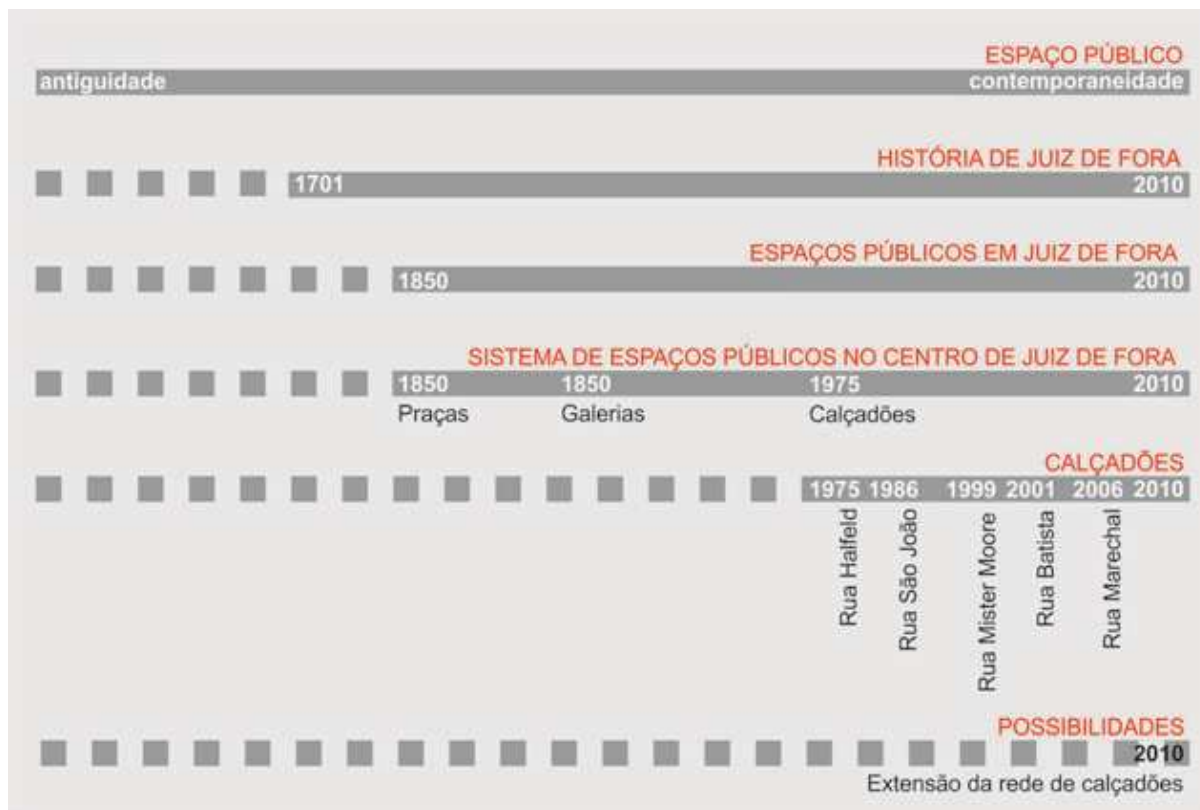 ESPAÇO PÚBLICO
antiguidade contemporaneidade
HISTÓRIA DE JUIZ DE FORA
1701 2010
ESPAÇOS PÚBLICOS EM JUIZ DE FORA
1850 2010
SISTEMA DE ESPAÇOS PÚBLICOS NO CENTRO DE JUIZ DE FORA
1850 1850 1975 2010
Praças Galerias Calçadões
CALÇADÕES
1975 1986 1999 2001 2006 2010
Rua Halfeld
Rua São João
Rua Mister Moore
Rua Batista
Rua Marechal
POSSIBILIDADES
2010
Extensão da rede de calçadões